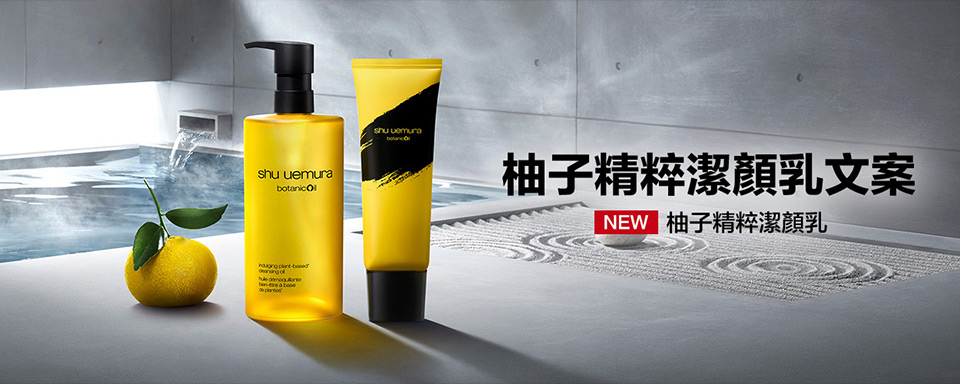 shu uemura
botanicoil
indulging plant-based*
cleansing oil
huile démaquillante
bien-être à base
de plantes*
shu uemura
botanicoil
柚子精粹潔顏乳文案
NEW 柚子精粹潔顏乳